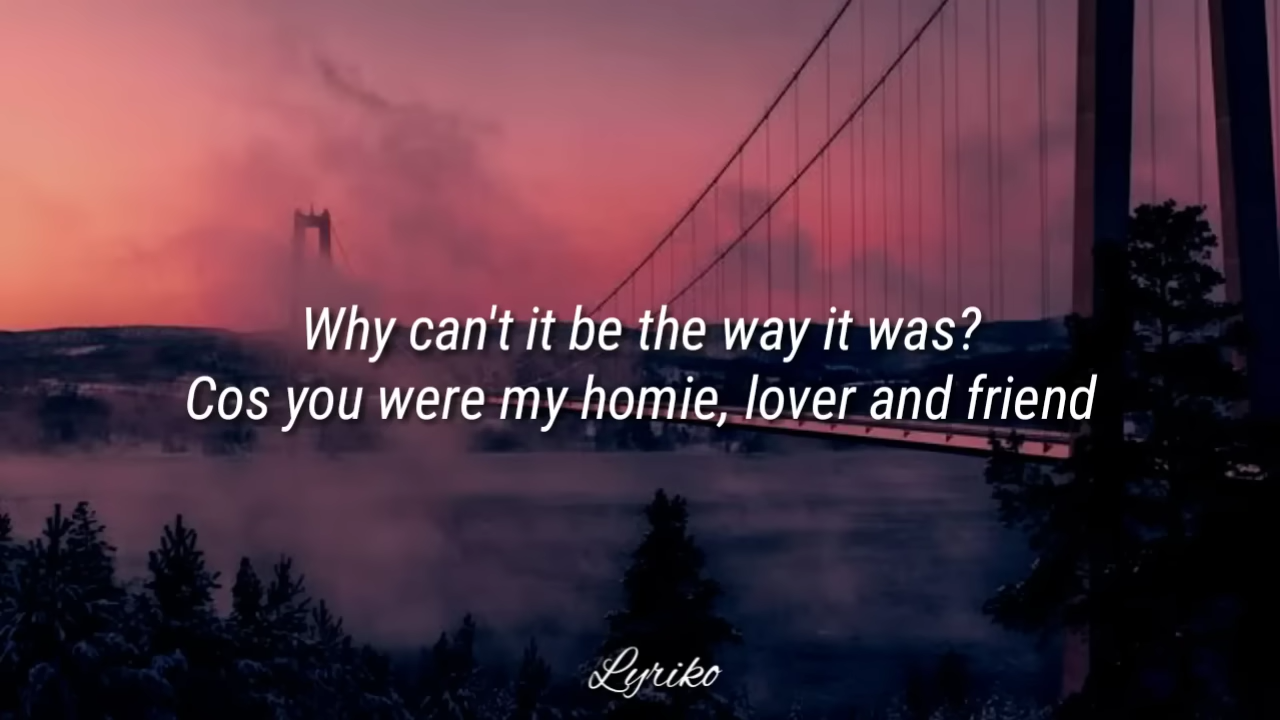 Why can't it be the way it was?
Cos you were my homie, lover and friend
Lyriko